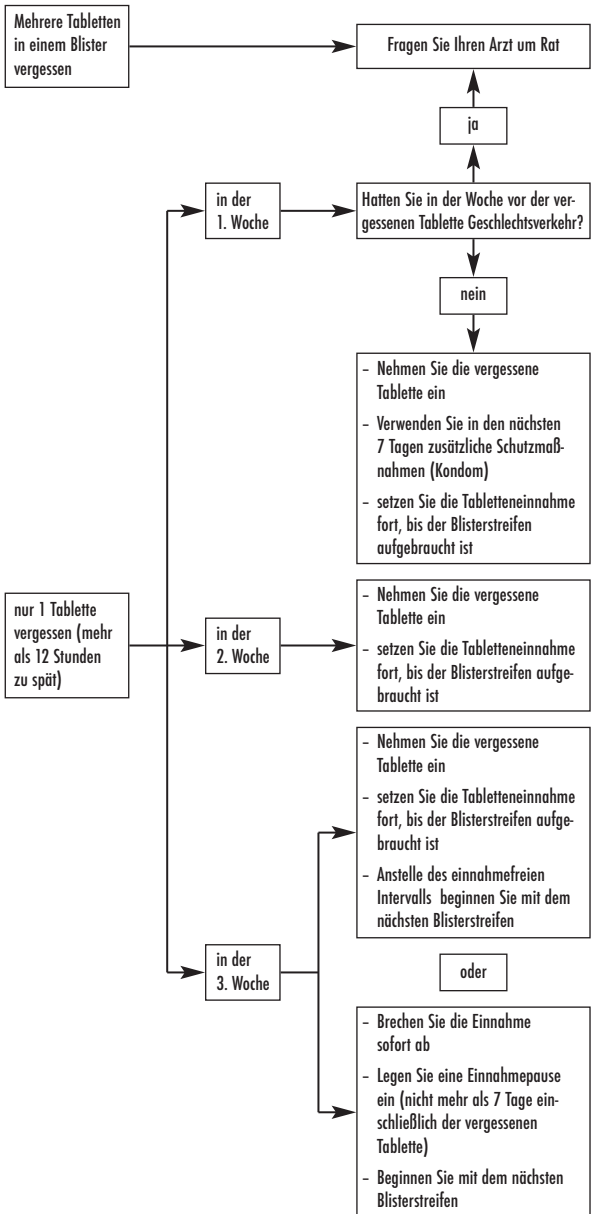 Mehrere Tabletten
in einem Blister
vergessen
Fragen Sie Ihren Arzt um Rat
ja
in der
1. Woche
Hatten Sie in der Woche vor der ver-
gessenen Tablette Geschlechtsverkehr?
nein
– Nehmen Sie die vergessene
Tablette ein
– Verwenden Sie in den nächsten
7 Tagen zusätzliche Schutzmaß-
nahmen (Kondom)
– setzen Sie die Tabletteneinnahme
fort, bis der Blisterstreifen
aufgebraucht ist
nur 1 Tablette
vergessen (mehr
als 12 Stunden
zu spät)
in der
2. Woche
– Nehmen Sie die vergessene
Tablette ein
– setzen Sie die Tabletteneinnahme
fort, bis der Blisterstreifen aufge-
braucht ist
in der
3. Woche
– Nehmen Sie die vergessene
Tablette ein
– setzen Sie die Tabletteneinnahme
fort, bis der Blisterstreifen aufge-
braucht ist
– Anstelle des einnahmefreien
Intervalls beginnen Sie mit dem
nächsten Blisterstreifen
oder
– Brechen Sie die Einnahme
sofort ab
– Legen Sie eine Einnahmepause
ein (nicht mehr als 7 Tage ein-
schließlich der vergessenen
Tablette)
– Beginnen Sie mit dem nächsten
Blisterstreifen